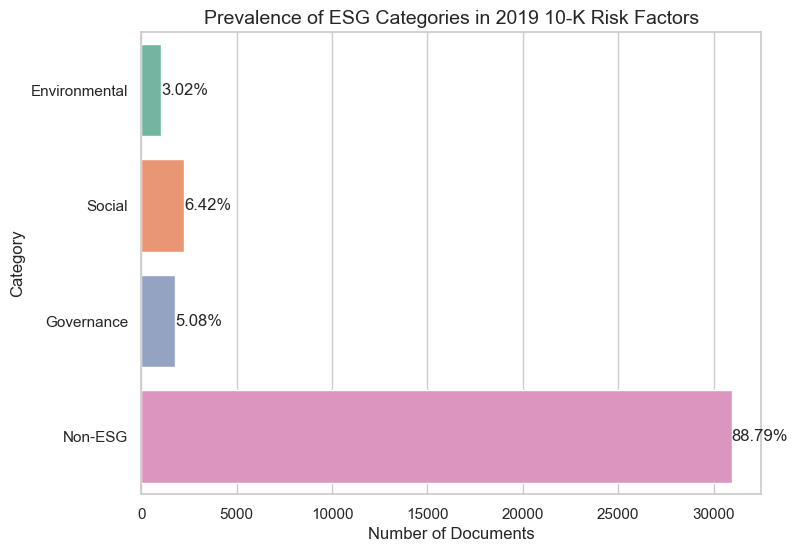 Prevalence of ESG Categories in 2019 10-K Risk Factors
Environmental
3.02%
Social
6.42%
Category
Governance
5.08%
Non-ESG
88.79%
0 5000 10000 15000 20000 25000 30000
Number of Documents